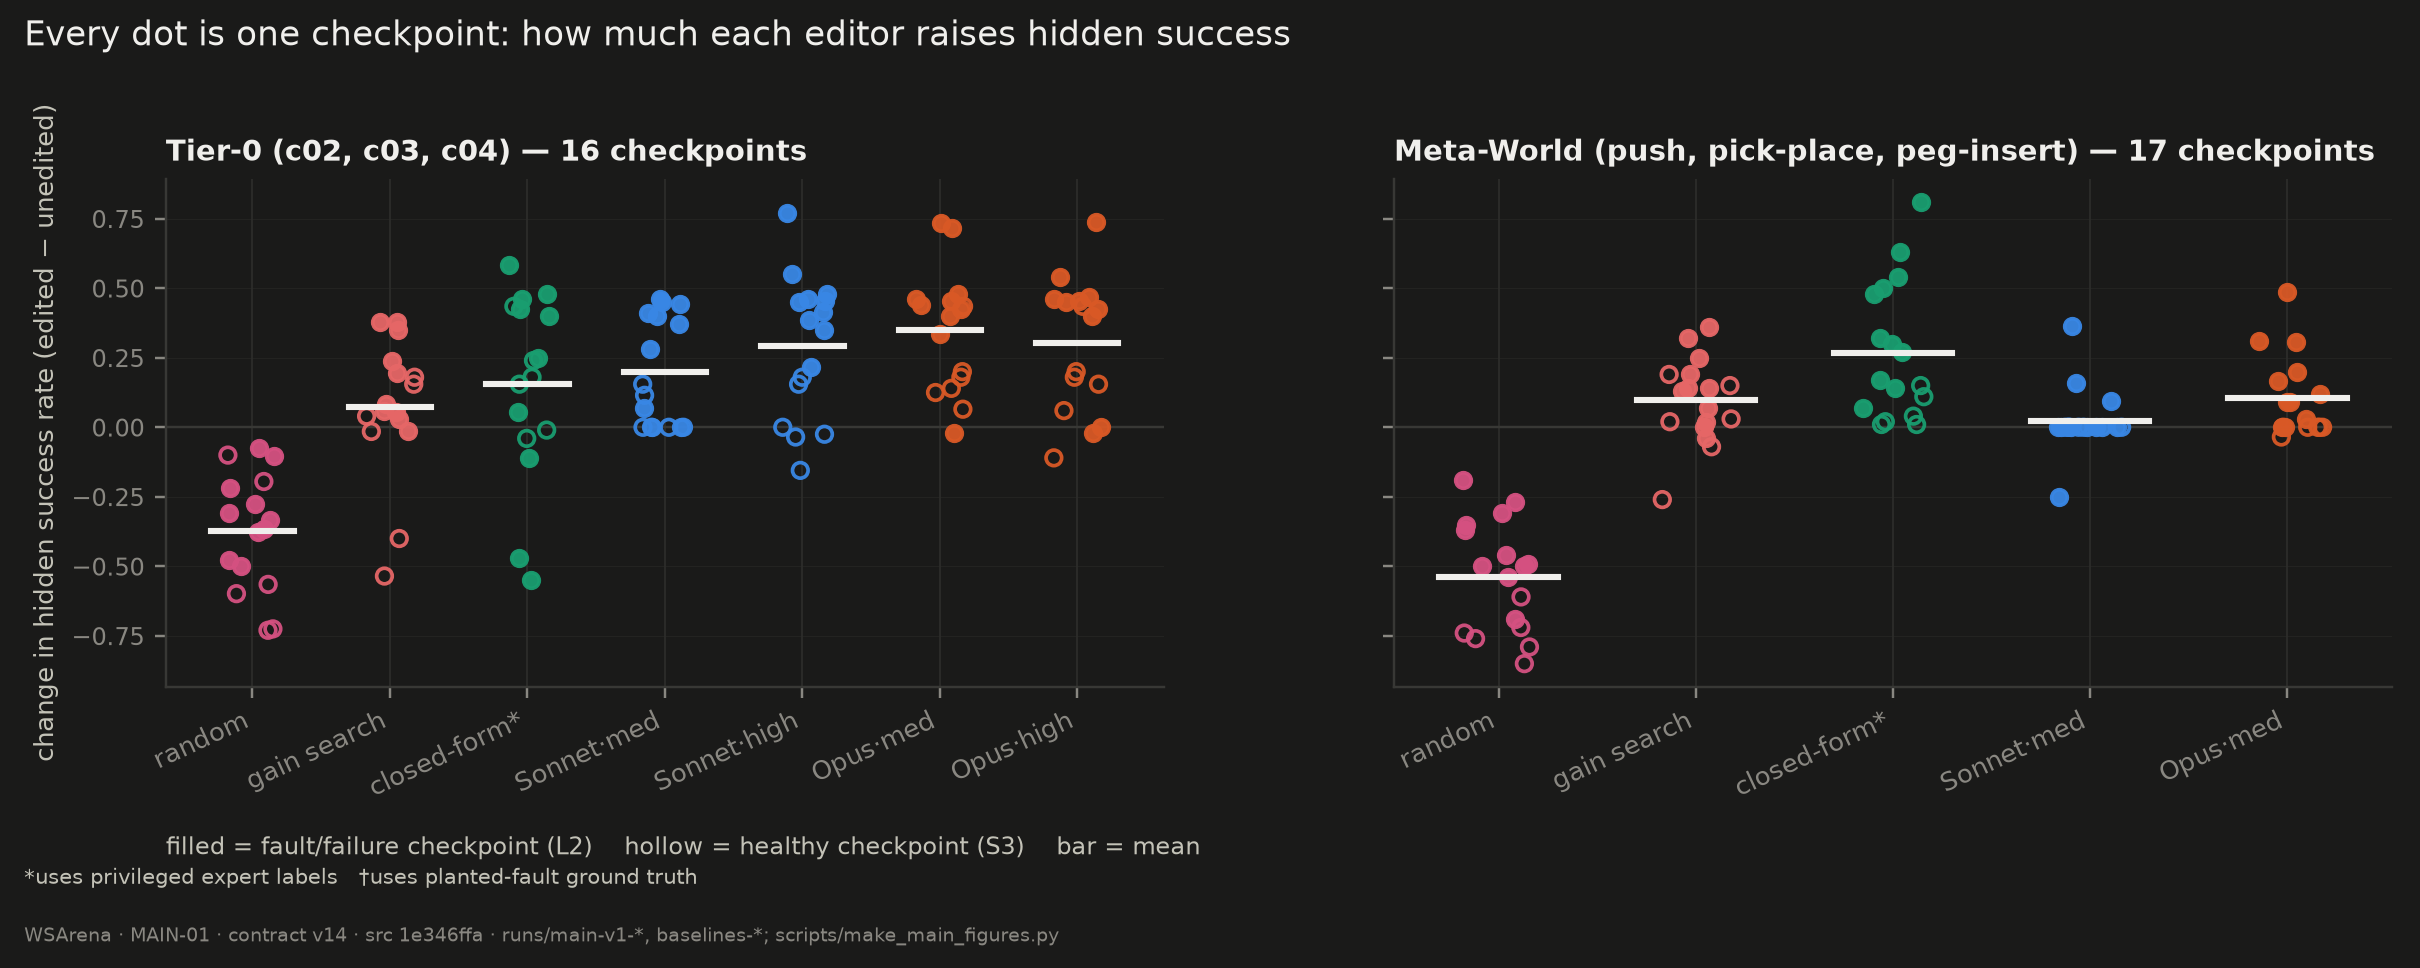 Every dot is one checkpoint: how much each editor raises hidden success
change in hidden success rate (edited − unedited)
Tier-0 (c02, c03, c04) — 16 checkpoints
0.75
0.50
0.25
0.00
−0.25
−0.50
−0.75
random
gain search
closed-form*
Sonnet·med
Sonnet·high
Opus·med
Opus·high
Meta-World (push, pick-place, peg-insert) — 17 checkpoints
random
gain search
closed-form*
Sonnet·med
Opus·med
filled = fault/failure checkpoint (L2) hollow = healthy checkpoint (S3) bar = mean
*uses privileged expert labels †uses planted-fault ground truth
WSArena · MAIN-01 · contract v14 · src 1e346ffa · runs/main-v1-*, baselines-*; scripts/make_main_figures.py